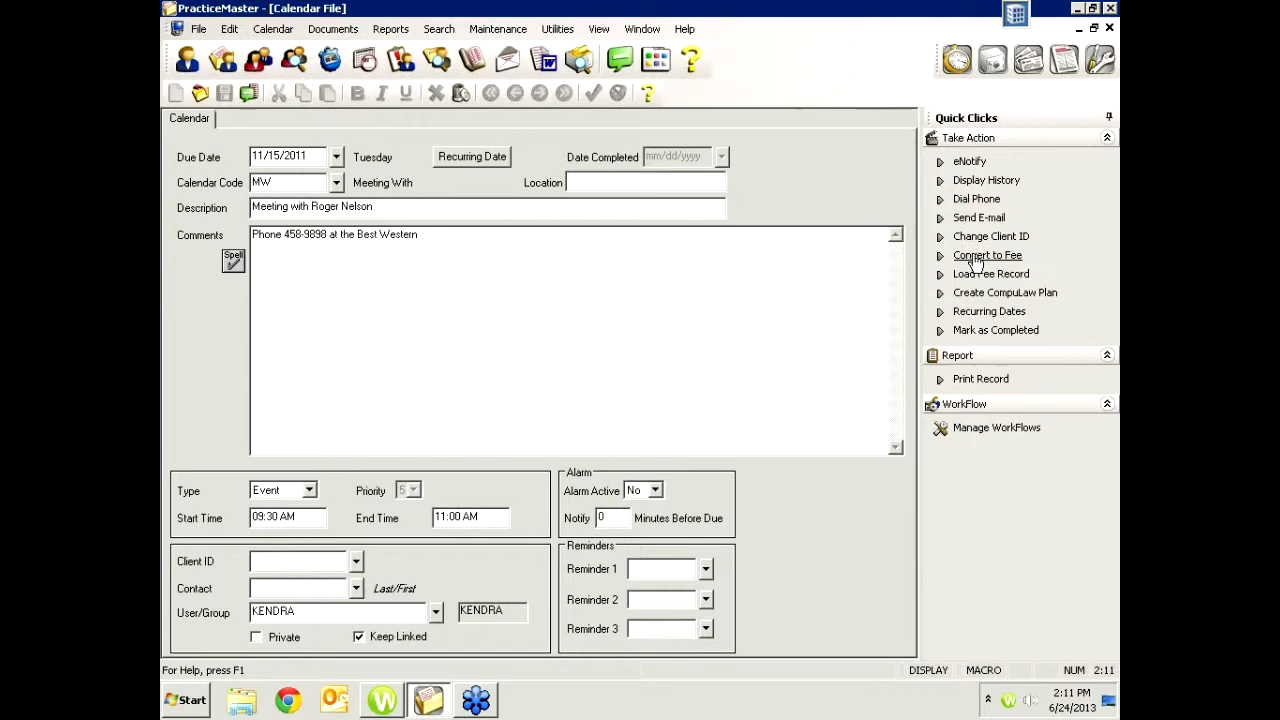 PracticeMaster - [Calendar File]
File Edit Calendar Documents Reports Search Maintenance Utilities View Window Help
Calendar
Due Date 11/15/2011 Tuesday Recurring Date Date Completed mm/dd/yyyy
Calendar Code MW Meeting With Location
Description Meeting with Roger Nelson
Comments Phone 458-9898 at the Best Western
Spell
Type Event Priority 5
Start Time 09:30 AM End Time 11:00 AM
Alarm
Alarm Active No
Notify 0 Minutes Before Due
Client ID
Contact Last/First
User/Group KENDRA KENDRA
Private Keep Linked
Reminders
Reminder 1
Reminder 2
Reminder 3
Quick Clicks
Take Action
eNotify
Display History
Dial Phone
Send E-mail
Change Client ID
Convert to Fee
Load Fee Record
Create CompuLaw Plan
Recurring Dates
Mark as Completed
Report
Print Record
WorkFlow
Manage WorkFlows
For Help, press F1 DISPLAY MACRO NUM 2:11
Start 2:11 PM
6/24/2013